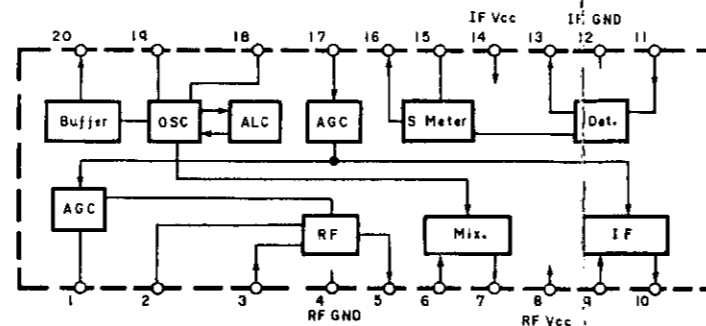 IF Vcc IF GND
20 19 18 17 16 15 14 13 12 11
Buffer OSC ALC AGC S Meter Det.
AGC RF Mix. IF
1 2 3 4 5 6 7 8 9 10
RF GND RF Vcc